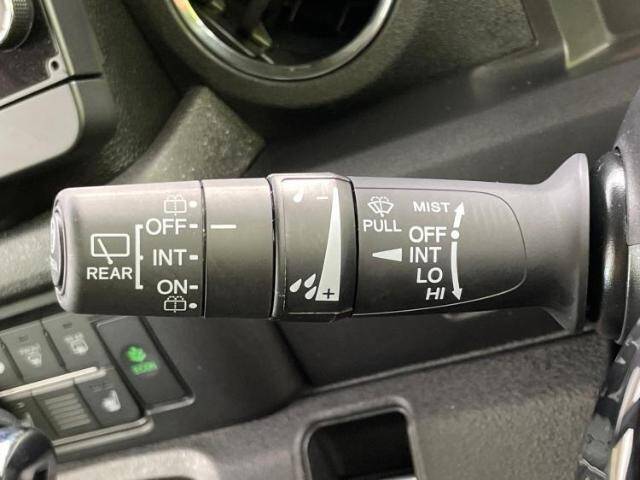 REAR
OFF
INT
ON
−
+
PULL
MIST
OFF
INT
LO
HI
ECON